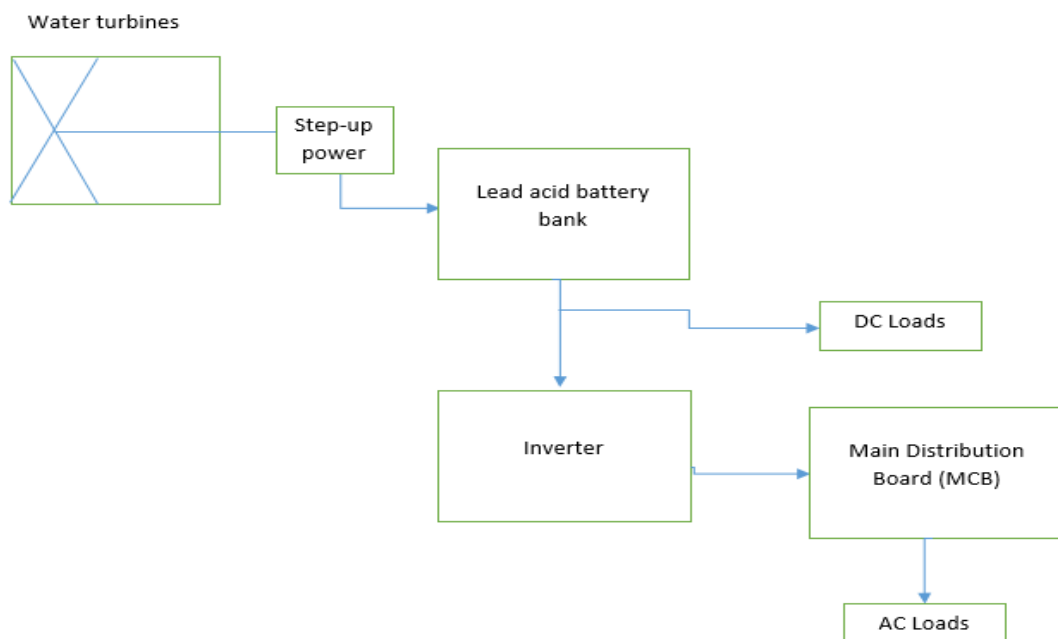 Water turbines
Step-up
power
Lead acid battery
bank
DC Loads
Inverter
Main Distribution
Board (MCB)
AC Loads